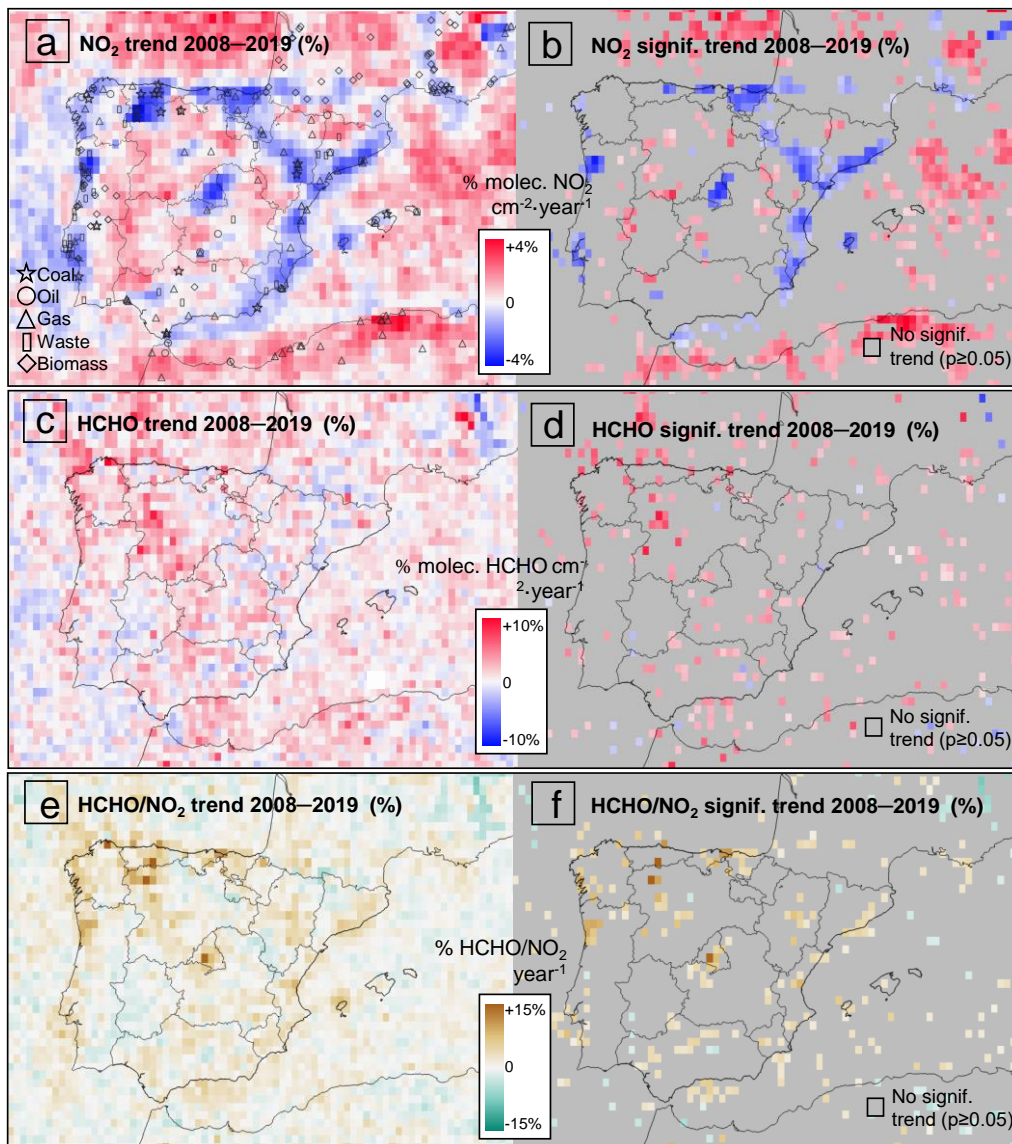 a NO₂ trend 2008–2019 (%)
b NO₂ signif. trend 2008–2019 (%)
% molec. NO₂
cm⁻²·year⁻¹
+4%
0
-4%
Coal
Oil
Gas
Waste
Biomass
No signif.
trend (p≥0.05)
c HCHO trend 2008–2019 (%)
d HCHO signif. trend 2008–2019 (%)
% molec. HCHO cm⁻
²·year⁻¹
+10%
0
-10%
No signif.
trend (p≥0.05)
e HCHO/NO₂ trend 2008–2019 (%)
f HCHO/NO₂ signif. trend 2008–2019 (%)
% HCHO/NO₂
year⁻¹
+15%
0
-15%
No signif.
trend (p≥0.05)